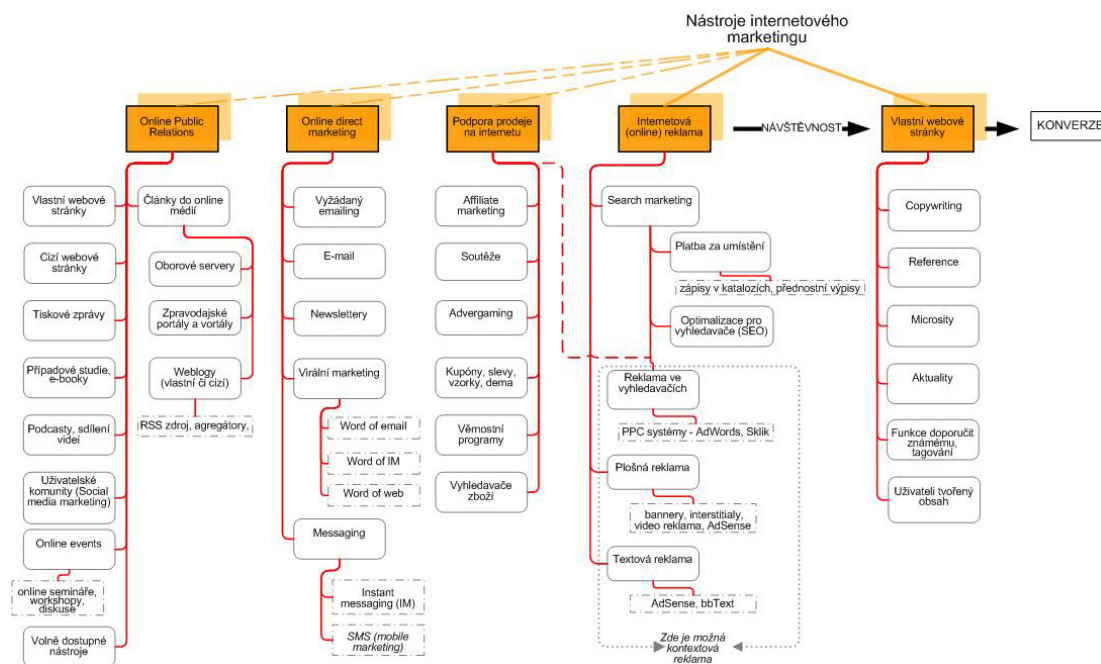 Nástroje internetového
marketingu
Online Public
Relations
Online direct
marketing
Podpora prodeje
na internetu
Internetová
(online) reklama
NÁVŠTĚVNOST
Vlastní webové
stránky
KONVERZE
Vlastní webové
stránky
Cizí webové
stránky
Tiskové zprávy
Případové studie,
e-booky
Podcasty, sdílení
videí
Uživatelské
komunity (Social
media marketing)
Online events
online semináře,
workshopy,
diskuse
Volně dostupné
nástroje
Články do online
médií
Oborové servery
Zpravodajské
portály a vortály
Weblogy
(vlastní či cizí)
RSS zdroj, agregátory,
Vyžádaný
emailing
E-mail
Newslettery
Virální marketing
Word of email
Word of IM
Word of web
Messaging
Instant
messaging (IM)
SMS (mobile
marketing)
Affiliate
marketing
Soutěže
Advergaming
Kupóny, slevy,
vzorky, dema
Věrnostní
programy
Vyhledavače
zboží
Search marketing
Platba za umístění
zápisy v katalozích, přednostní výpisy
Optimalizace pro
vyhledavače (SEO)
Reklama ve
vyhledavačích
PPC systémy - AdWords, Sklik
Plošná reklama
bannery, interstitialy,
video reklama, AdSense
Textová reklama
AdSense, bbText
Zde je možná
kontextová
reklama
Copywriting
Reference
Microsity
Aktuality
Funkce doporučit
známému,
tagování
Uživateli tvořený
obsah